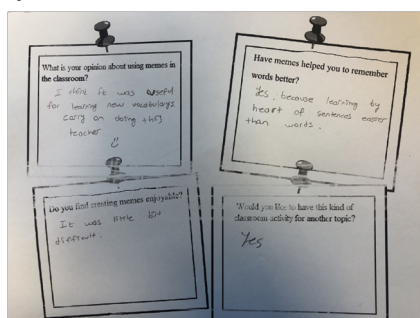 What is your opinion about using memes in
the classroom?
I think it was useful
for learing new vocabularys
carry on doing this
teacher
Have memes helped you to remember
words better?
Yes, because learning by
heart of sentences easier
than words.
Do you find creating memes enjoyable?
It was little bit
difficult.
Would you like to have this kind of
classroom activity for another topic?
Yes